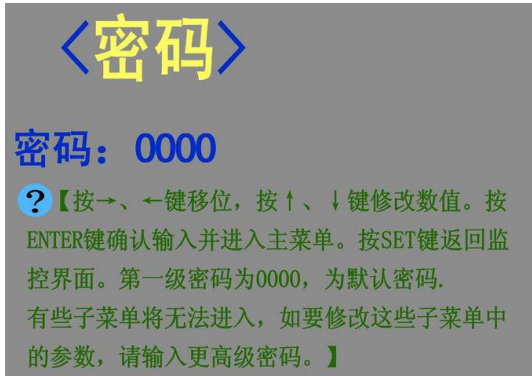 〈密码〉
密码：0000
?【按→、←键移位，按↑、↓键修改数值。按
ENTER键确认输入并进入主菜单。按SET键返回监
控界面。第一级密码为0000，为默认密码.
有些子菜单将无法进入，如要修改这些子菜单中
的参数，请输入更高级密码。】